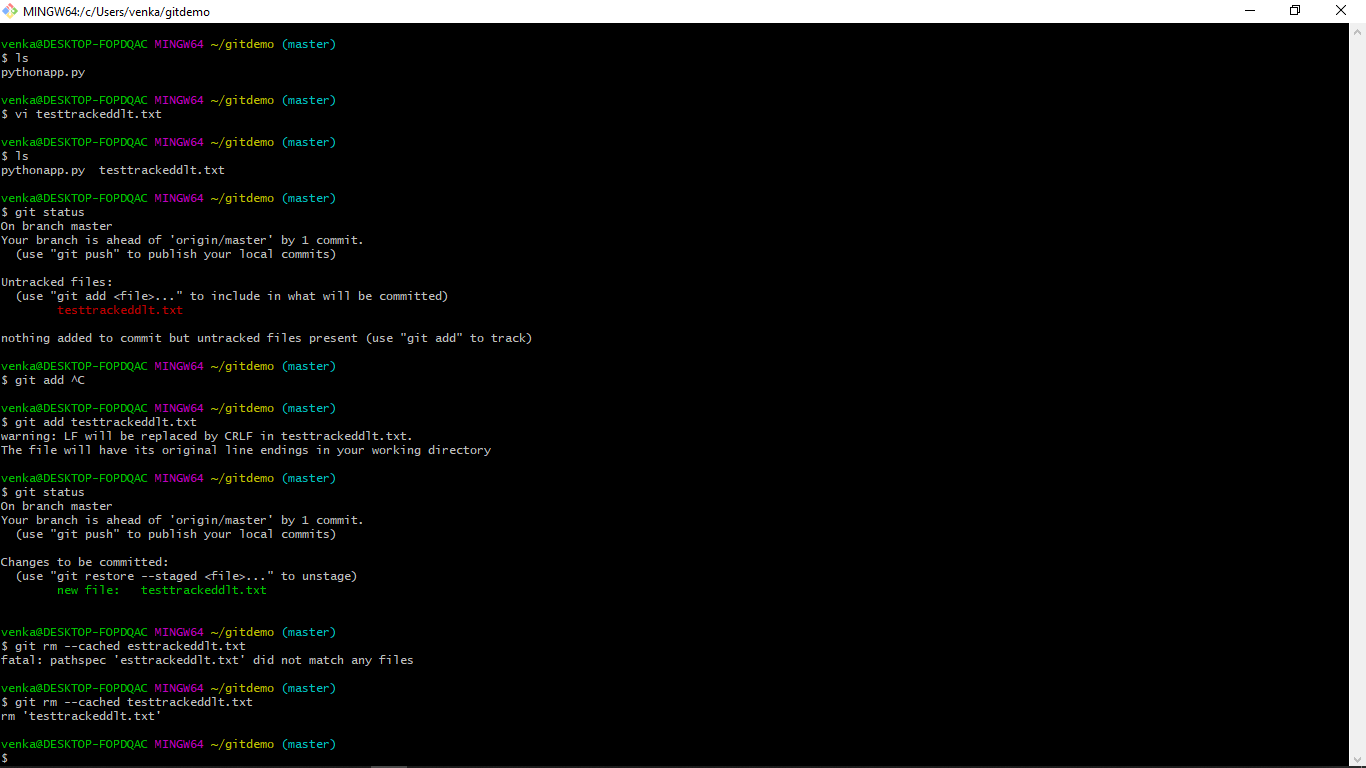 MINGW64:/c/Users/venka/gitdemo
venka@DESKTOP-FOPDQAC MINGW64 ~/gitdemo (master)
$ ls
pythonapp.py
venka@DESKTOP-FOPDQAC MINGW64 ~/gitdemo (master)
$ vi testtrackeddlt.txt
venka@DESKTOP-FOPDQAC MINGW64 ~/gitdemo (master)
$ ls
pythonapp.py  testtrackeddlt.txt
venka@DESKTOP-FOPDQAC MINGW64 ~/gitdemo (master)
$ git status
On branch master
Your branch is ahead of 'origin/master' by 1 commit.
  (use "git push" to publish your local commits)
Untracked files:
  (use "git add <file>..." to include in what will be committed)
        testtrackeddlt.txt
nothing added to commit but untracked files present (use "git add" to track)
venka@DESKTOP-FOPDQAC MINGW64 ~/gitdemo (master)
$ git add ^C
venka@DESKTOP-FOPDQAC MINGW64 ~/gitdemo (master)
$ git add testtrackeddlt.txt
warning: LF will be replaced by CRLF in testtrackeddlt.txt.
The file will have its original line endings in your working directory
venka@DESKTOP-FOPDQAC MINGW64 ~/gitdemo (master)
$ git status
On branch master
Your branch is ahead of 'origin/master' by 1 commit.
  (use "git push" to publish your local commits)
Changes to be committed:
  (use "git restore --staged <file>..." to unstage)
        new file:   testtrackeddlt.txt
venka@DESKTOP-FOPDQAC MINGW64 ~/gitdemo (master)
$ git rm --cached esttrackeddlt.txt
fatal: pathspec 'esttrackeddlt.txt' did not match any files
venka@DESKTOP-FOPDQAC MINGW64 ~/gitdemo (master)
$ git rm --cached testtrackeddlt.txt
rm 'testtrackeddlt.txt'
venka@DESKTOP-FOPDQAC MINGW64 ~/gitdemo (master)
$